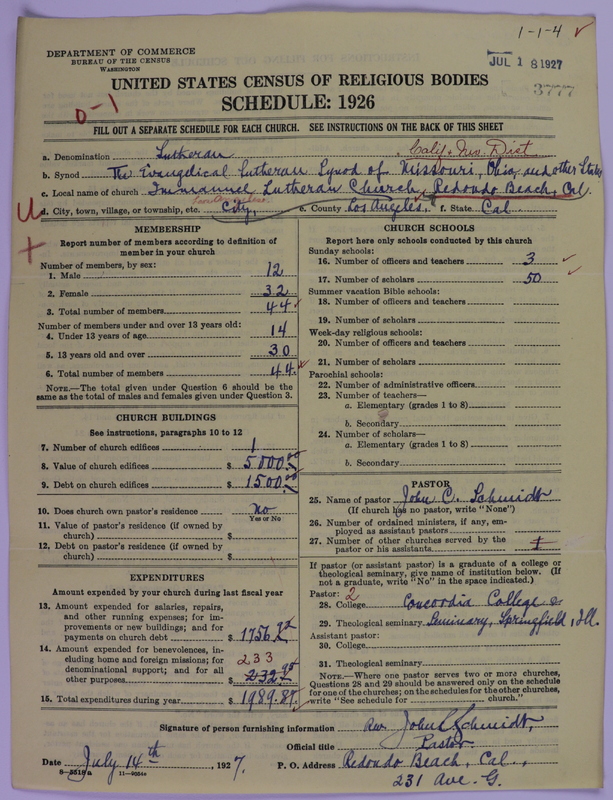 1-1-4 ✓
DEPARTMENT OF COMMERCE
BUREAU OF THE CENSUS
WASHINGTON
JUL 18 1927
3777
UNITED STATES CENSUS OF RELIGIOUS BODIES
0-1
SCHEDULE: 1926
FILL OUT A SEPARATE SCHEDULE FOR EACH CHURCH. SEE INSTRUCTIONS ON THE BACK OF THIS SHEET
a. Denomination Lutheran, Calif & Nev. Dist
b. Synod The Evangelical Lutheran Synod of Missouri, Ohio, and other States
c. Local name of church Immanuel Lutheran Church, Redondo Beach, Cal.
Los Angeles
U d. City, town, village, or township, etc. City, e. County Los Angeles, f. State Cal
MEMBERSHIP
Report number of members according to definition of
member in your church
Number of members, by sex:
1. Male 12
2. Female 32
3. Total number of members 44
Number of members under and over 13 years old:
4. Under 13 years of age 14
5. 13 years old and over 30
6. Total number of members 44 ✓
NOTE.—The total given under Question 6 should be the
same as the total of males and females given under Question 3.
CHURCH BUILDINGS
See instructions, paragraphs 10 to 12
7. Number of church edifices 1
8. Value of church edifices $ 5000.00
9. Debt on church edifices $ 1500.00
10. Does church own pastor's residence No
Yes or No
11. Value of pastor's residence (if owned by
church) $
12. Debt on pastor's residence (if owned by
church) $
EXPENDITURES
Amount expended by your church during last fiscal year
13. Amount expended for salaries, repairs,
and other running expenses; for im-
provements or new buildings; and for
payments on church debt $ 1756
14. Amount expended for benevolences, in-
cluding home and foreign missions; for 233
denominational support; and for all
other purposes $ 232
15. Total expenditures during year $ 1989.87
CHURCH SCHOOLS
Report here only schools conducted by this church
Sunday schools:
16. Number of officers and teachers 3 ✓
17. Number of scholars 50 ✓
Summer vacation Bible schools:
18. Number of officers and teachers
19. Number of scholars
Week-day religious schools:
20. Number of officers and teachers
21. Number of scholars
Parochial schools:
22. Number of administrative officers
23. Number of teachers—
a. Elementary (grades 1 to 8)
b. Secondary
24. Number of scholars—
a. Elementary (grades 1 to 8)
b. Secondary
PASTOR
25. Name of pastor John C. Schmidt
(If church has no pastor, write "None")
26. Number of ordained ministers, if any, em-
ployed as assistant pastors
27. Number of other churches served by the
pastor or his assistants 1
If pastor (or assistant pastor) is a graduate of a college or
theological seminary, give name of institution below. (If
not a graduate, write "No" in the space indicated.)
Pastor: 2
28. College Concordia College
29. Theological seminary Seminary, Springfield, Ill.
Assistant pastor:
30. College
31. Theological seminary
NOTE.—Where one pastor serves two or more churches,
Questions 28 and 29 should be answered only on the schedule
for one of the churches; on the schedules for the other churches,
write "See schedule for church."
Signature of person furnishing information Rev. John C Schmidt,
Official title Pastor
Date July 14th, 1927. P. O. Address Redondo Beach, Cal.,
231 Ave. G.
8—5518a 11—9564a